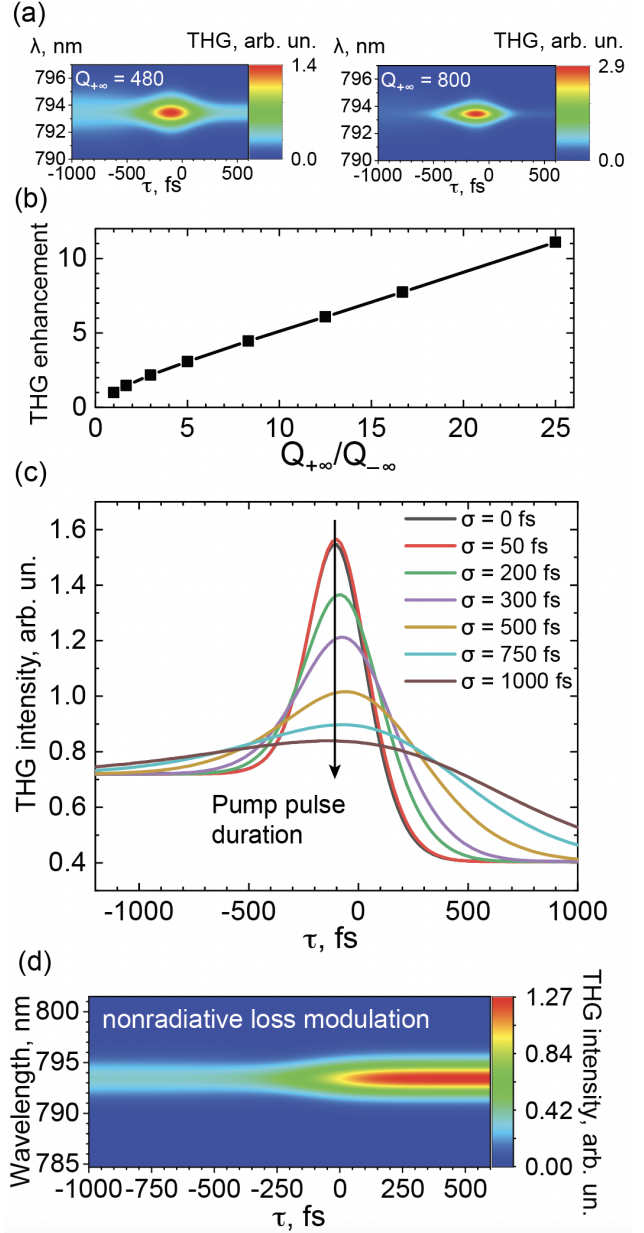 (a)
λ, nm THG, arb. un.
796
794
792
790
Q+∞ = 480
1.4
0.0
-1000 -500 0 500
τ, fs
λ, nm THG, arb. un.
796
794
792
790
Q+∞ = 800
2.9
0.0
-1000 -500 0 500
τ, fs
(b)
THG enhancement
10
5
0
0 5 10 15 20 25
Q+∞/Q-∞
(c)
THG intensity, arb. un.
1.6
1.4
1.2
1.0
0.8
0.6
0.4
σ = 0 fs
σ = 50 fs
σ = 200 fs
σ = 300 fs
σ = 500 fs
σ = 750 fs
σ = 1000 fs
Pump pulse
duration
-1000 -500 0 500 1000
τ, fs
(d)
Wavelength, nm
800
795
790
785
nonradiative loss modulation
1.27
0.84
0.42
0.00
THG intensity, arb. un.
-1000 -750 -500 -250 0 250 500
τ, fs